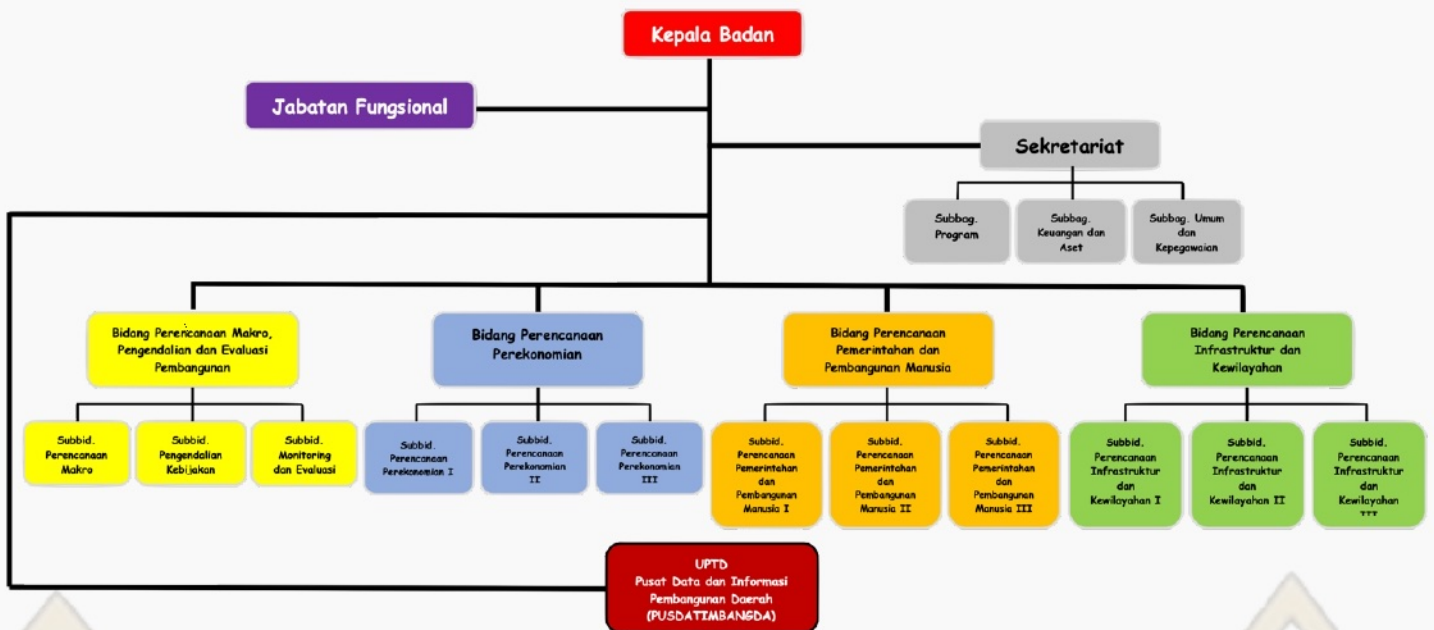 Kepala Badan
Jabatan Fungsional
Sekretariat
Subbag.
Program
Subbag.
Keuangan dan
Aset
Subbag. Umum
dan
Kepegawaian
Bidang Perencanaan Makro,
Pengendalian dan Evaluasi
Pembangunan
Bidang Perencanaan
Perekonomian
Bidang Perencanaan
Pemerintahan dan
Pembangunan Manusia
Bidang Perencanaan
Infrastruktur dan
Kewilayahan
Subbid.
Perencanaan
Makro
Subbid.
Pengendalian
Kebijakan
Subbid.
Monitoring
dan Evaluasi
Subbid.
Perencanaan
Perekonomian I
Subbid.
Perencanaan
Perekonomian
II
Subbid.
Perencanaan
Perekonomian
III
Subbid.
Perencanaan
Pemerintahan
dan
Pembangunan
Manusia I
Subbid.
Perencanaan
Pemerintahan
dan
Pembangunan
Manusia II
Subbid.
Perencanaan
Pemerintahan
dan
Pembangunan
Manusia III
Subbid.
Perencanaan
Infrastruktur
dan
Kewilayahan I
Subbid.
Perencanaan
Infrastruktur
dan
Kewilayahan II
Subbid.
Perencanaan
Infrastruktur
dan
Kewilayahan
III
UPTD
Pusat Data dan Informasi
Pembangunan Daerah
(PUSDATIMBANGDA)